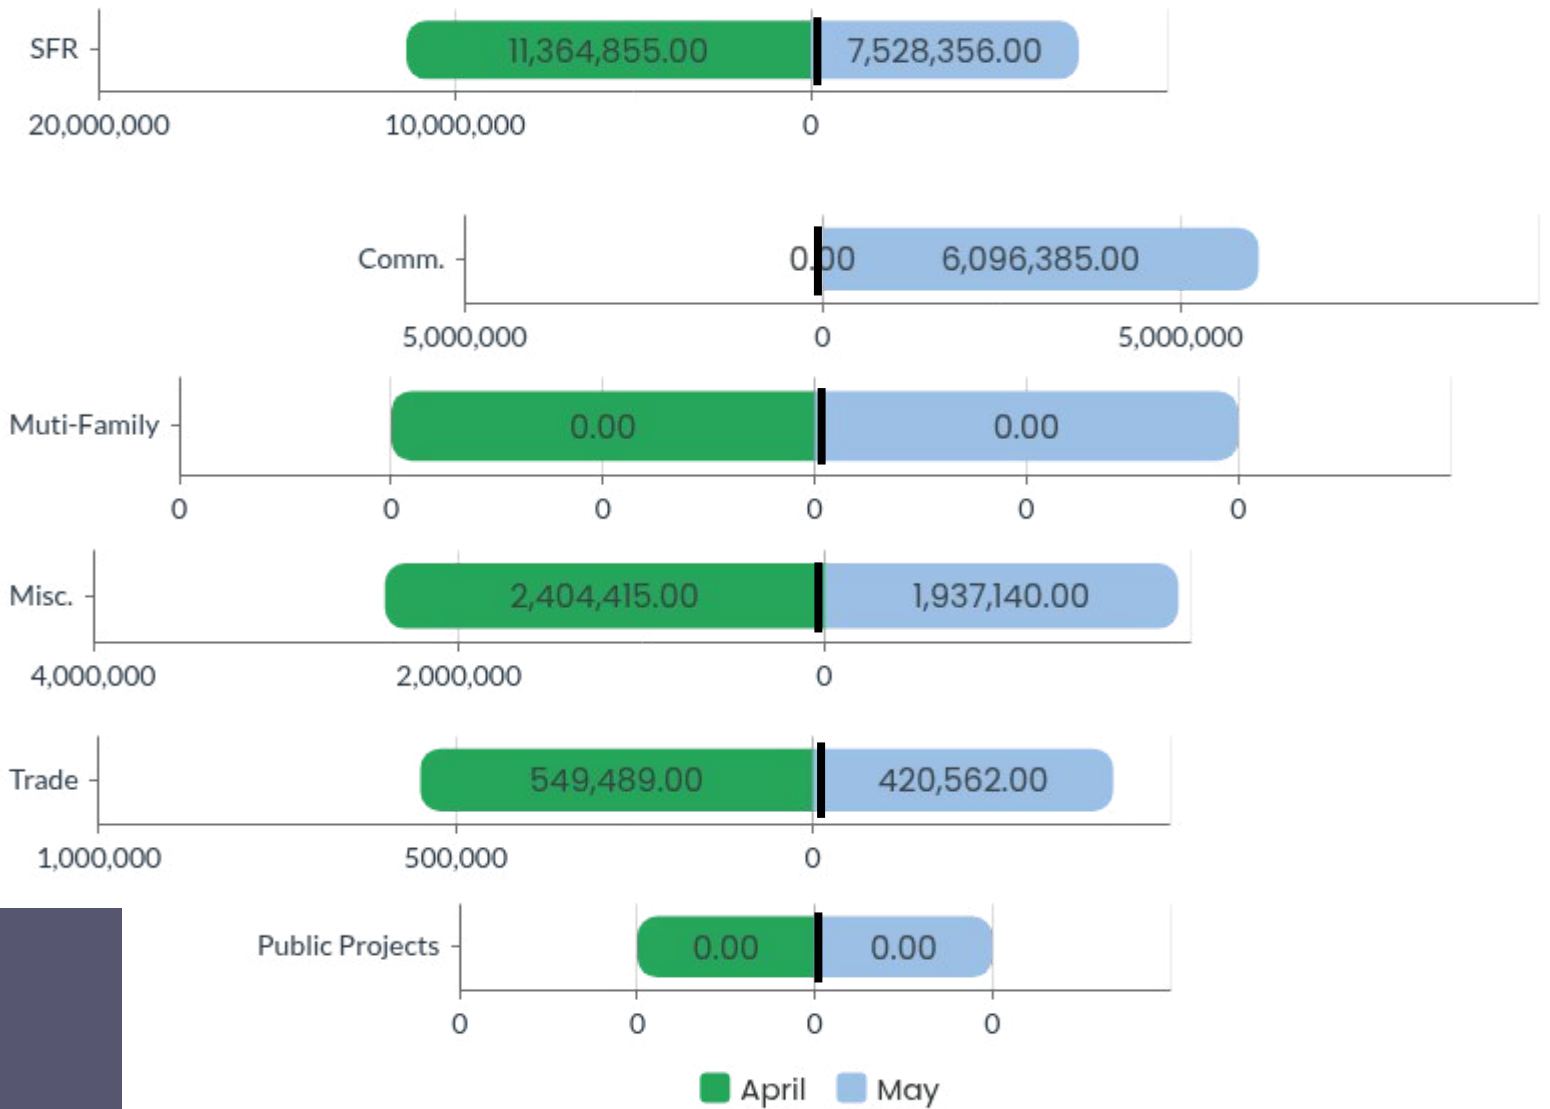 SFR
11,364,855.00 7,528,356.00
20,000,000 10,000,000 0
Comm.
0.00 6,096,385.00
5,000,000 0 5,000,000
Muti-Family
0.00 0.00
0 0 0 0 0 0
Misc.
2,404,415.00 1,937,140.00
4,000,000 2,000,000 0
Trade
549,489.00 420,562.00
1,000,000 500,000 0
Public Projects
0.00 0.00
0 0 0 0
April May